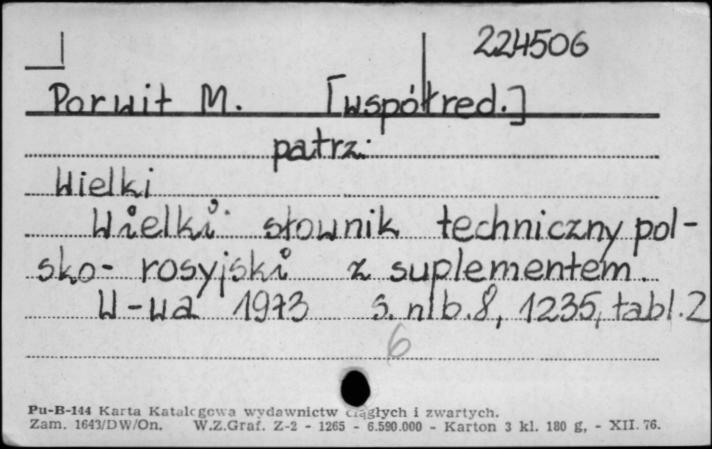 224506
Porwit M. [współred.]
patrz:
Wielki
Wielki słownik techniczny pol-
sko-rosyjski z suplementem.
W-wa 1973 s. nlb. 8, 1235, tabl. 2
6
Pu-B-144 Karta Katalogowa wydawnictw ciągłych i zwartych.
Zam. 1643/DW/On. W.Z.Graf. Z-2 - 1265 - 6.590.000 - Karton 3 kl. 180 g, - XII. 76.